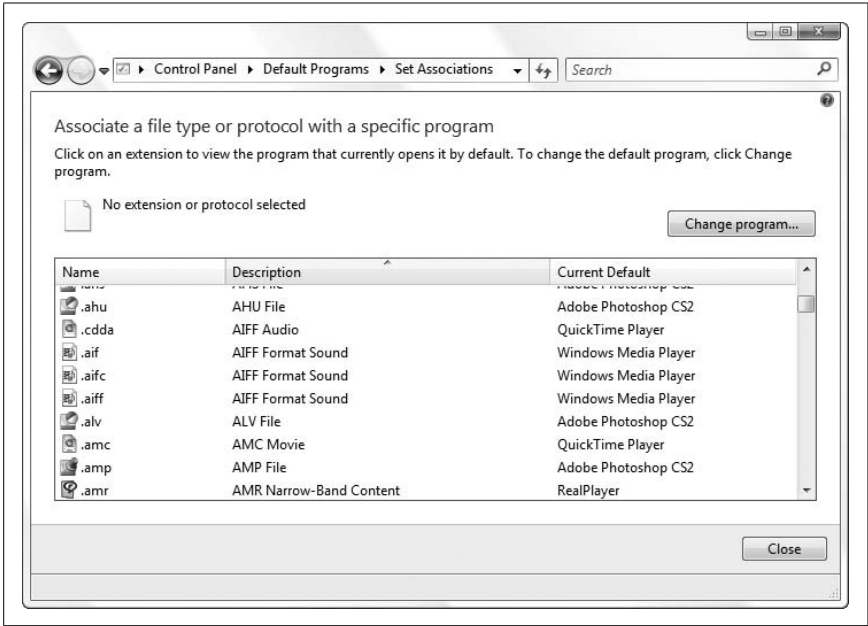 Control Panel Default Programs Set Associations Search
Associate a file type or protocol with a specific program
Click on an extension to view the program that currently opens it by default. To change the default program, click Change
program.
No extension or protocol selected
Change program...
Name Description Current Default
Adobe Photoshop CS2
.ahu AHU File Adobe Photoshop CS2
.cdda AIFF Audio QuickTime Player
.aif AIFF Format Sound Windows Media Player
.aifc AIFF Format Sound Windows Media Player
.aiff AIFF Format Sound Windows Media Player
.alv ALV File Adobe Photoshop CS2
.amc AMC Movie QuickTime Player
.amp AMP File Adobe Photoshop CS2
.amr AMR Narrow-Band Content RealPlayer
Close